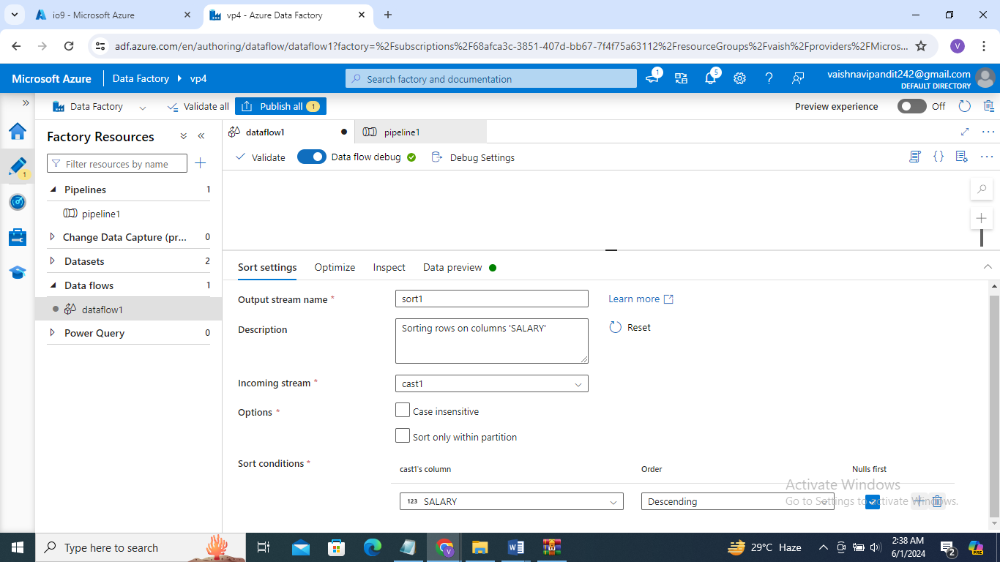 io9 - Microsoft Azure
vp4 - Azure Data Factory
adf.azure.com/en/authoring/dataflow/dataflow1?factory=%2Fsubscriptions%2F68afca3c-3851-407d-bb67-7f4f75a63112%2FresourceGroups%2Fvaish%2Fproviders%2FMicros...
V
Microsoft Azure
Data Factory
vp4
Search factory and documentation
1
5
vaishnavipandit242@gmail.com
DEFAULT DIRECTORY
Data Factory
Validate all
Publish all 1
Preview experience
Off
Factory Resources
dataflow1
pipeline1
Filter resources by name
Validate
Data flow debug
Debug Settings
1
Pipelines 1
pipeline1
Change Data Capture (pr... 0
Datasets 2
Data flows 1
dataflow1
Power Query 0
Sort settings
Optimize
Inspect
Data preview
Output stream name *
sort1
Learn more
Description
Sorting rows on columns 'SALARY'
Reset
Incoming stream *
cast1
Options *
Case insensitive
Sort only within partition
Sort conditions *
cast1's column
Order
Nulls first
123 SALARY
Descending
Activate Windows
Go to Settings to activate Windows.
Type here to search
29°C Haze
2:38 AM
6/1/2024
2
PRE